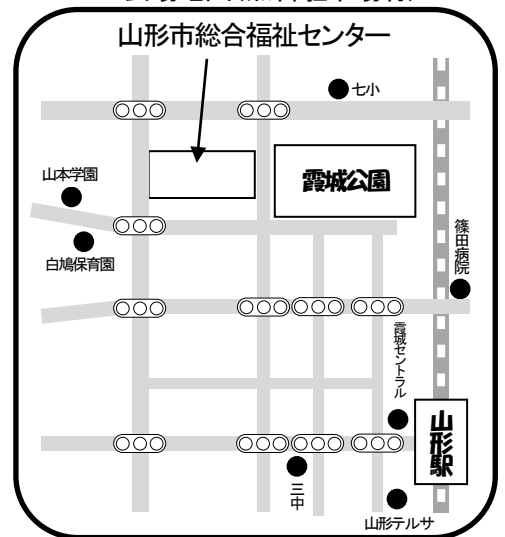 山形市総合福祉センター
七小
山本学園
霞城公園
白鳩保育園
篠田病院
霞城セントラル
山形駅
三中
山形テルサ